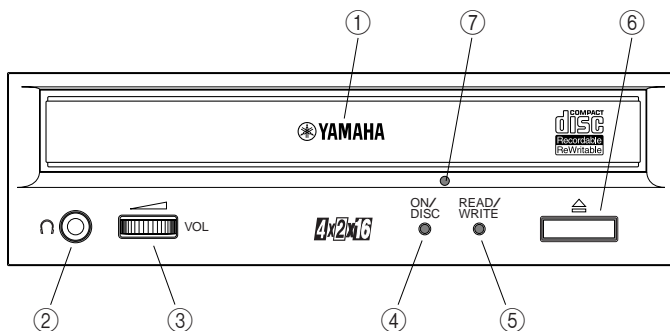 ① ⑦ ⑥
YAMAHA
COMPACT
disc
Recordable
ReWritable
ON/
DISC
READ/
WRITE
VOL
4x2x16
② ③ ④ ⑤